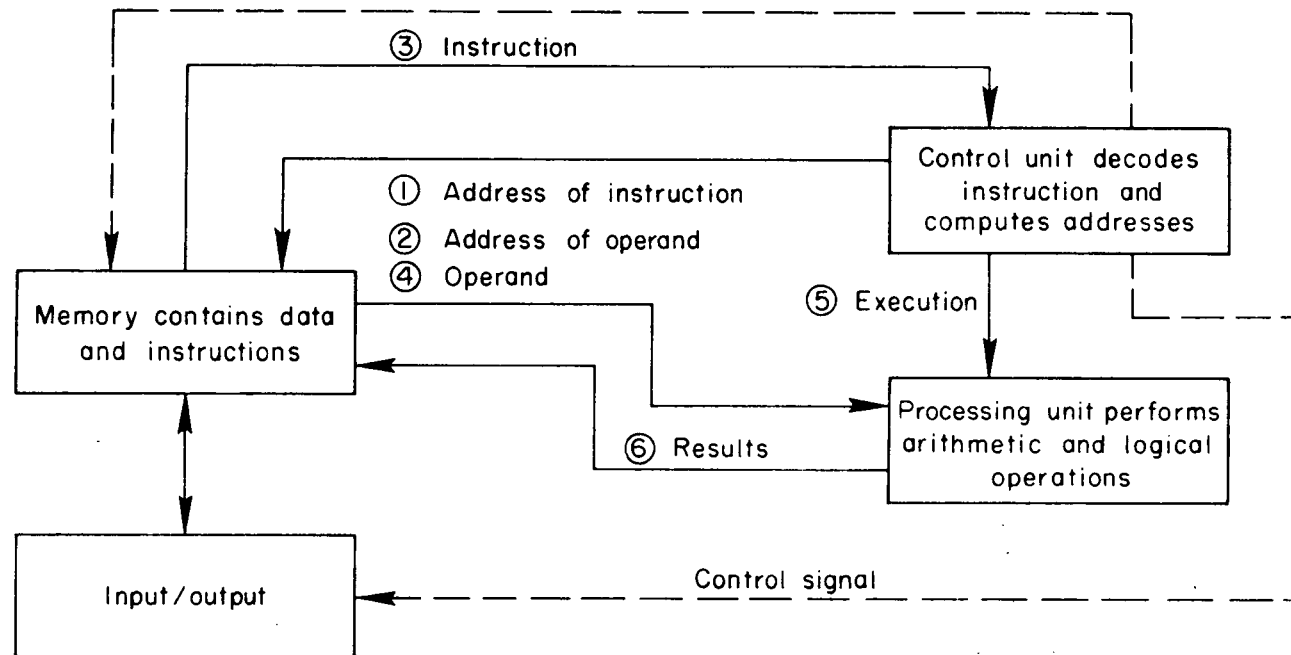 ③ Instruction
Control unit decodes
instruction and
computes addresses
① Address of instruction
② Address of operand
④ Operand
⑤ Execution
Memory contains data
and instructions
Processing unit performs
arithmetic and logical
operations
⑥ Results
Control signal
Input/output